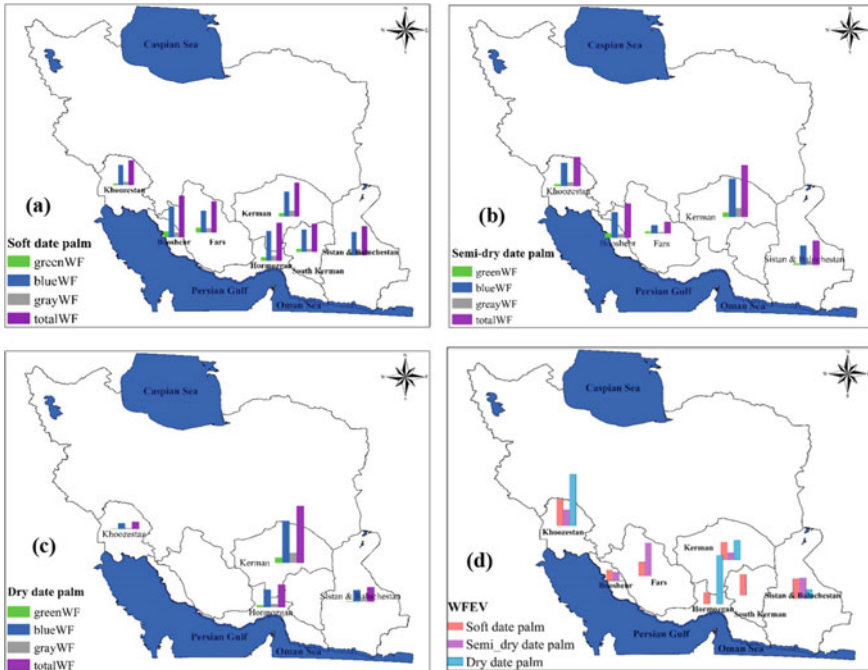 Caspian Sea
(a)
Khoozestan
Kerman
Booshehr
Fars
Sistan & Baluchestan
Hormozgan
South Kerman
Persian Gulf
Oman Sea
Soft date palm
greenWF
blueWF
grayWF
totalWF
Caspian Sea
(b)
Khoozestan
Kerman
Booshehr
Fars
Sistan & Baluchestan
Persian Gulf
Oman Sea
Semi-dry date palm
greenWF
blueWF
greyWF
totalWF
Caspian Sea
(c)
Khoozestan
Kerman
Sistan & Baluchestan
Hormozgan
Persian Gulf
Oman Sea
Dry date palm
greenWF
blueWF
grayWF
totalWF
Caspian Sea
(d)
Khoozestan
Kerman
Booshehr
Fars
Sistan & Baluchestan
Hormozgan
South Kerman
Persian Gulf
Oman Sea
WFEV
Soft date palm
Semi_dry date palm
Dry date palm